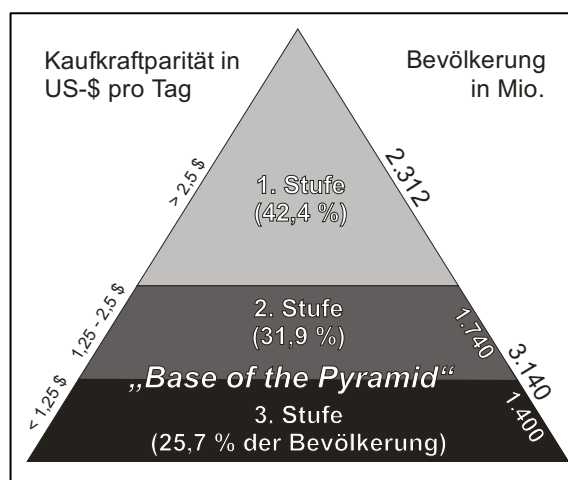 Kaufkraftparität in
US-$ pro Tag
Bevölkerung
in Mio.
> 2,5 $
1. Stufe
(42,4 %)
2.312
1,25 - 2,5 $
2. Stufe
(31,9 %)
1.740
3.140
„Base of the Pyramid“
< 1,25 $
3. Stufe
(25,7 % der Bevölkerung)
1.400